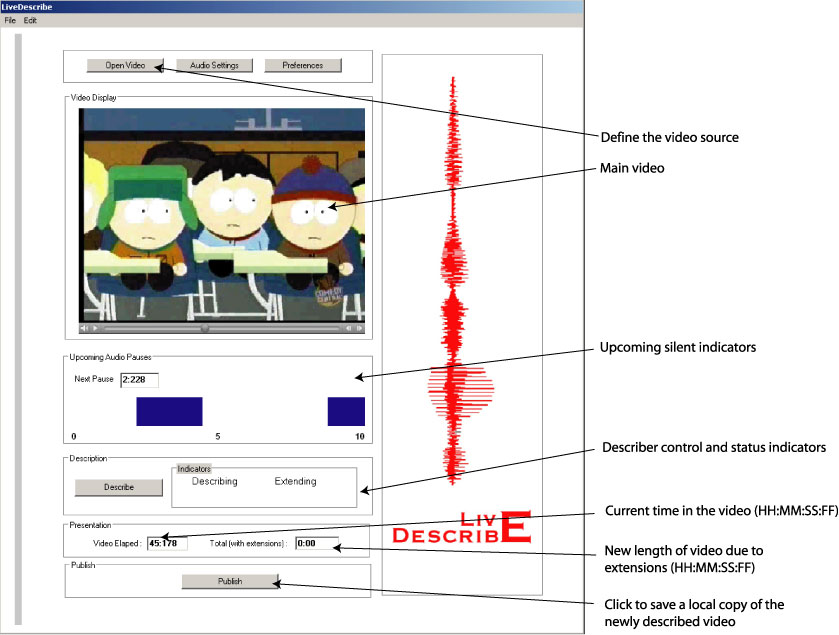 LiveDescribe
File Edit
Open Video Audio Settings Preferences
Video Display
COMEDY
CENTRAL
Define the video source
Main video
Upcoming Audio Pauses
Next Pause 2:228
0 5 10
Upcoming silent indicators
Description
Describe
Indicators
Describing Extending
Describer control and status indicators
LIVE
DESCRIBE
Presentation
Video Elaped : 45:178 Total (with extensions) : 0:00
Current time in the video (HH:MM:SS:FF)
New length of video due to
extensions (HH:MM:SS:FF)
Publish
Publish
Click to save a local copy of the
newly described video